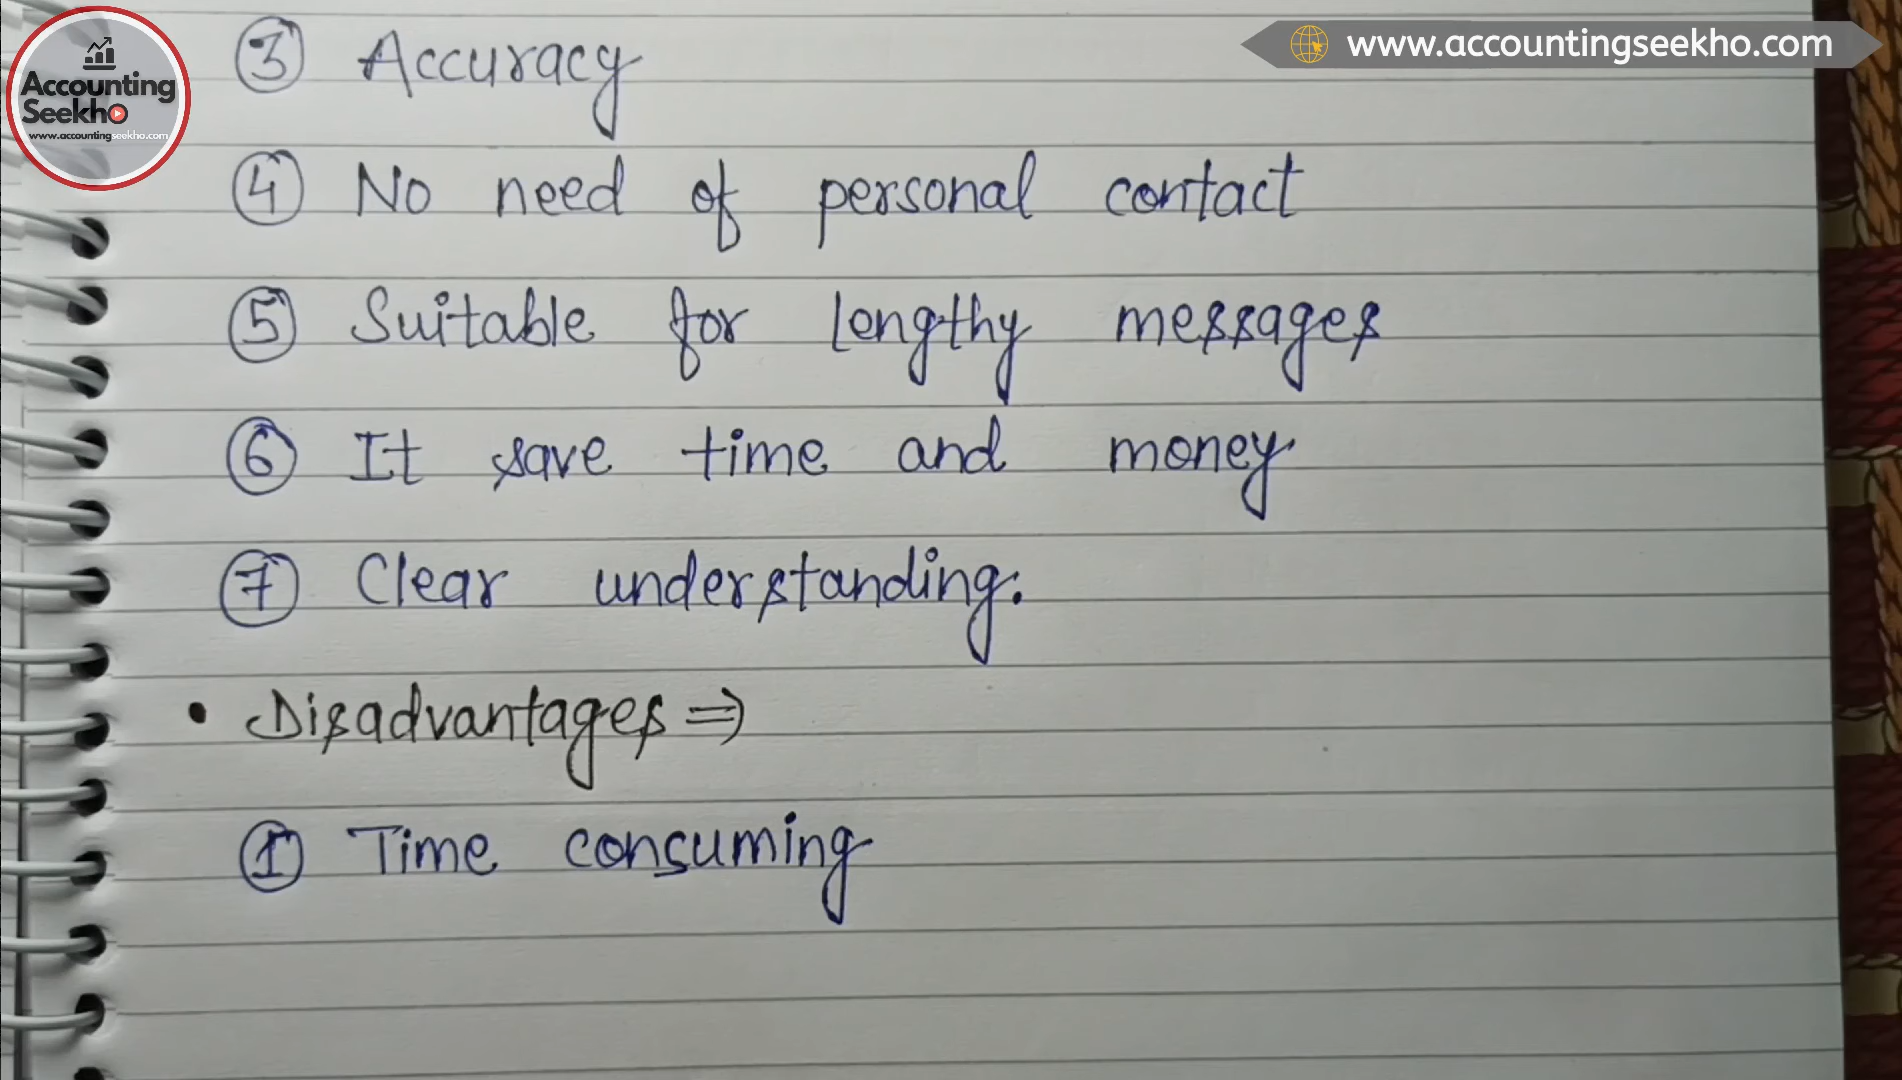 Accounting
Seekho
www.accountingseekho.com
www.accountingseekho.com
③ Accuracy
④ No need of personal contact
⑤ Suitable for lengthy messages
⑥ It save time and money
⑦ Clear understanding.
• Disadvantages ⇒
① Time consuming